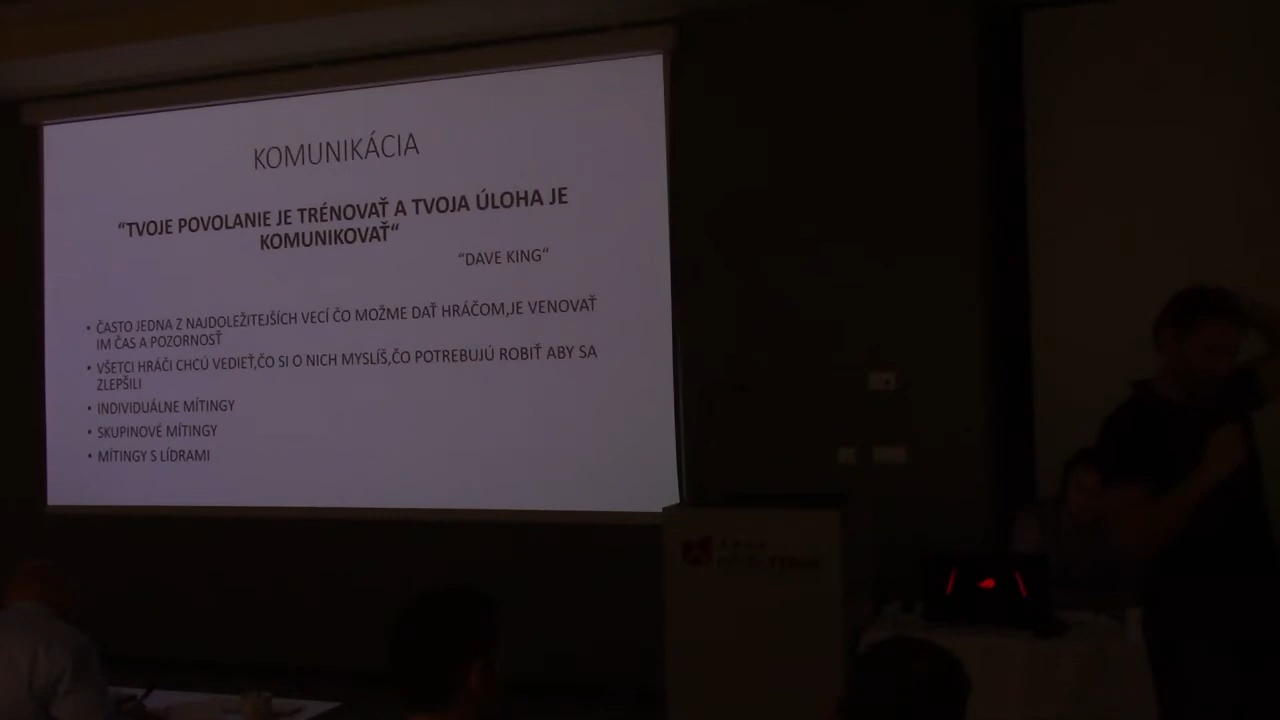 KOMUNIKÁCIA
“TVOJE POVOLANIE JE TRÉNOVAŤ A TVOJA ÚLOHA JE
KOMUNIKOVAŤ“
“DAVE KING“
• ČASTO JEDNA Z NAJDOLEŽITEJŠÍCH VECÍ ČO MOŽME DAŤ HRÁČOM,JE VENOVAŤ
IM ČAS A POZORNOSŤ
• VŠETCI HRÁČI CHCÚ VEDIEŤ,ČO SI O NICH MYSLÍŠ,ČO POTREBUJÚ ROBIŤ ABY SA
ZLEPŠILI
• INDIVIDUÁLNE MÍTINGY
• SKUPINOVÉ MÍTINGY
• MÍTINGY S LÍDRAMI